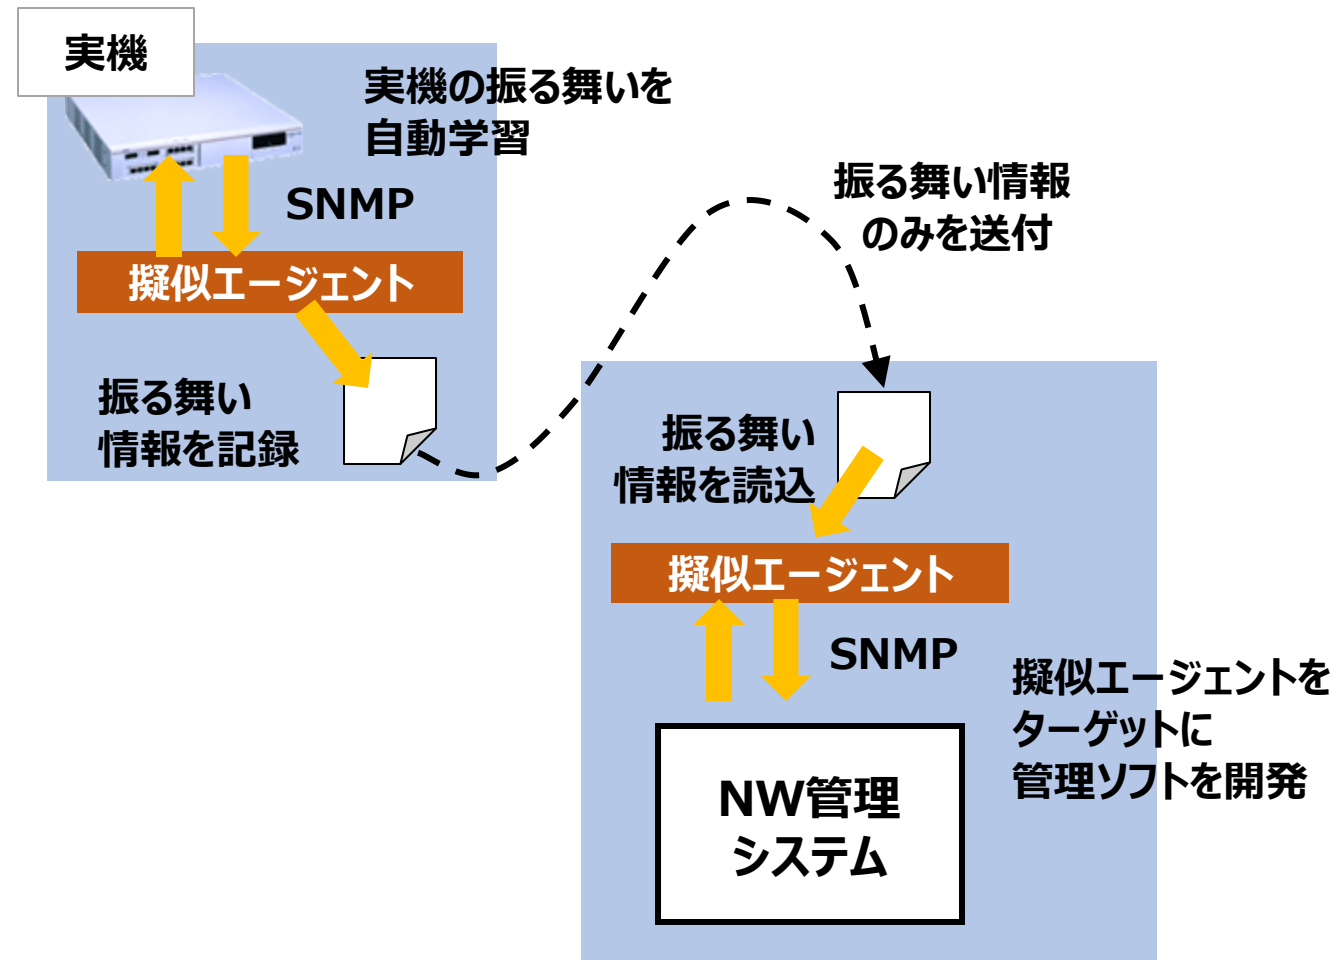 実機
実機の振る舞いを
自動学習
SNMP
擬似エージェント
振る舞い
情報を記録
振る舞い情報
のみを送付
振る舞い
情報を読込
擬似エージェント
SNMP
擬似エージェントを
ターゲットに
管理ソフトを開発
NW管理
システム